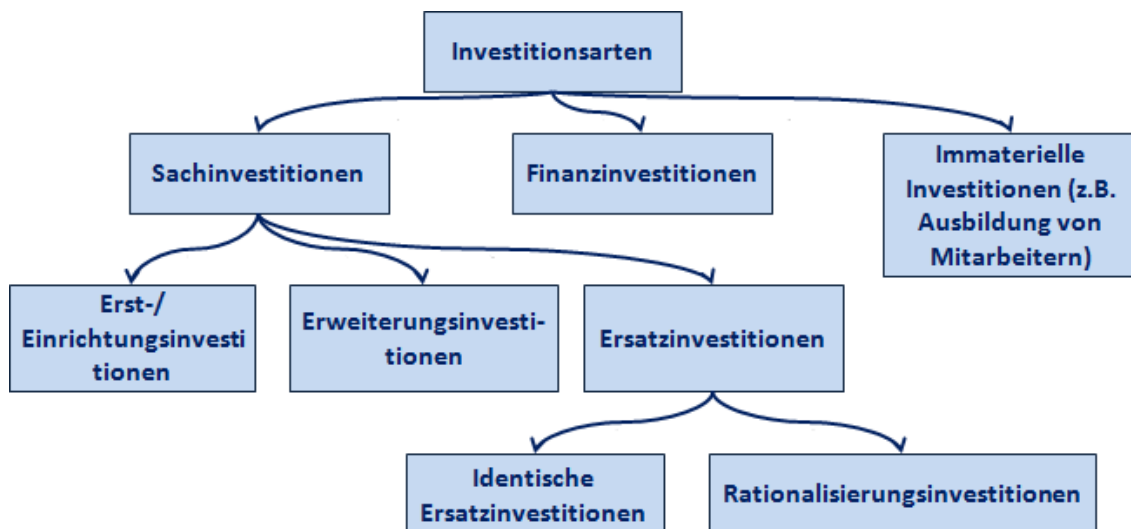 Investitionsarten
Sachinvestitionen
Finanzinvestitionen
Immaterielle
Investitionen (z.B.
Ausbildung von
Mitarbeitern)
Erst-/
Einrichtungsinvesti
tionen
Erweiterungsinvesti-
tionen
Ersatzinvestitionen
Identische
Ersatzinvestitionen
Rationalisierungsinvestitionen